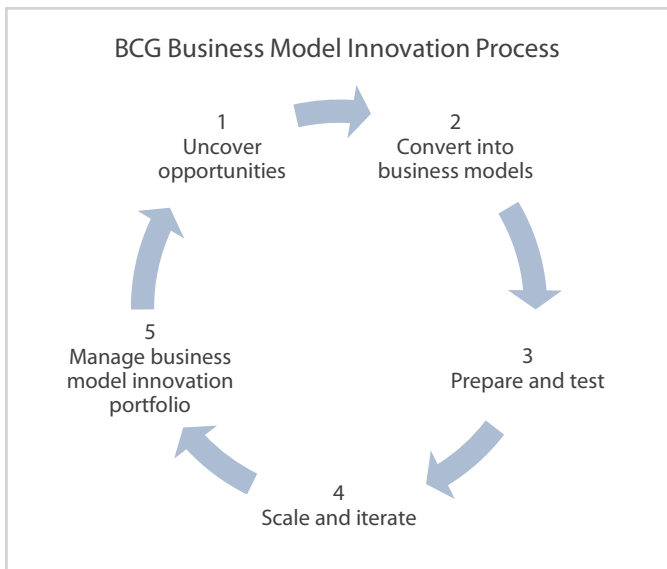 BCG Business Model Innovation Process
1
Uncover
opportunities
2
Convert into
business models
3
Prepare and test
4
Scale and iterate
5
Manage business
model innovation
portfolio